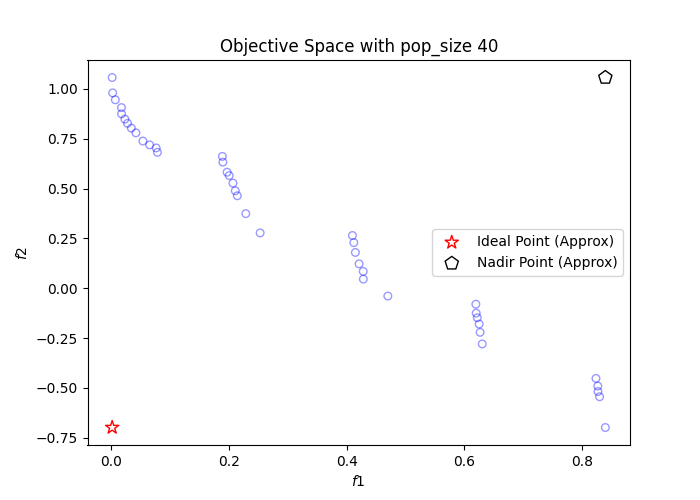 Objective Space with pop_size 40
1.00
0.75
0.50
0.25
0.00
−0.25
−0.50
−0.75
f2
Ideal Point (Approx)
Nadir Point (Approx)
0.0 0.2 0.4 0.6 0.8
f1